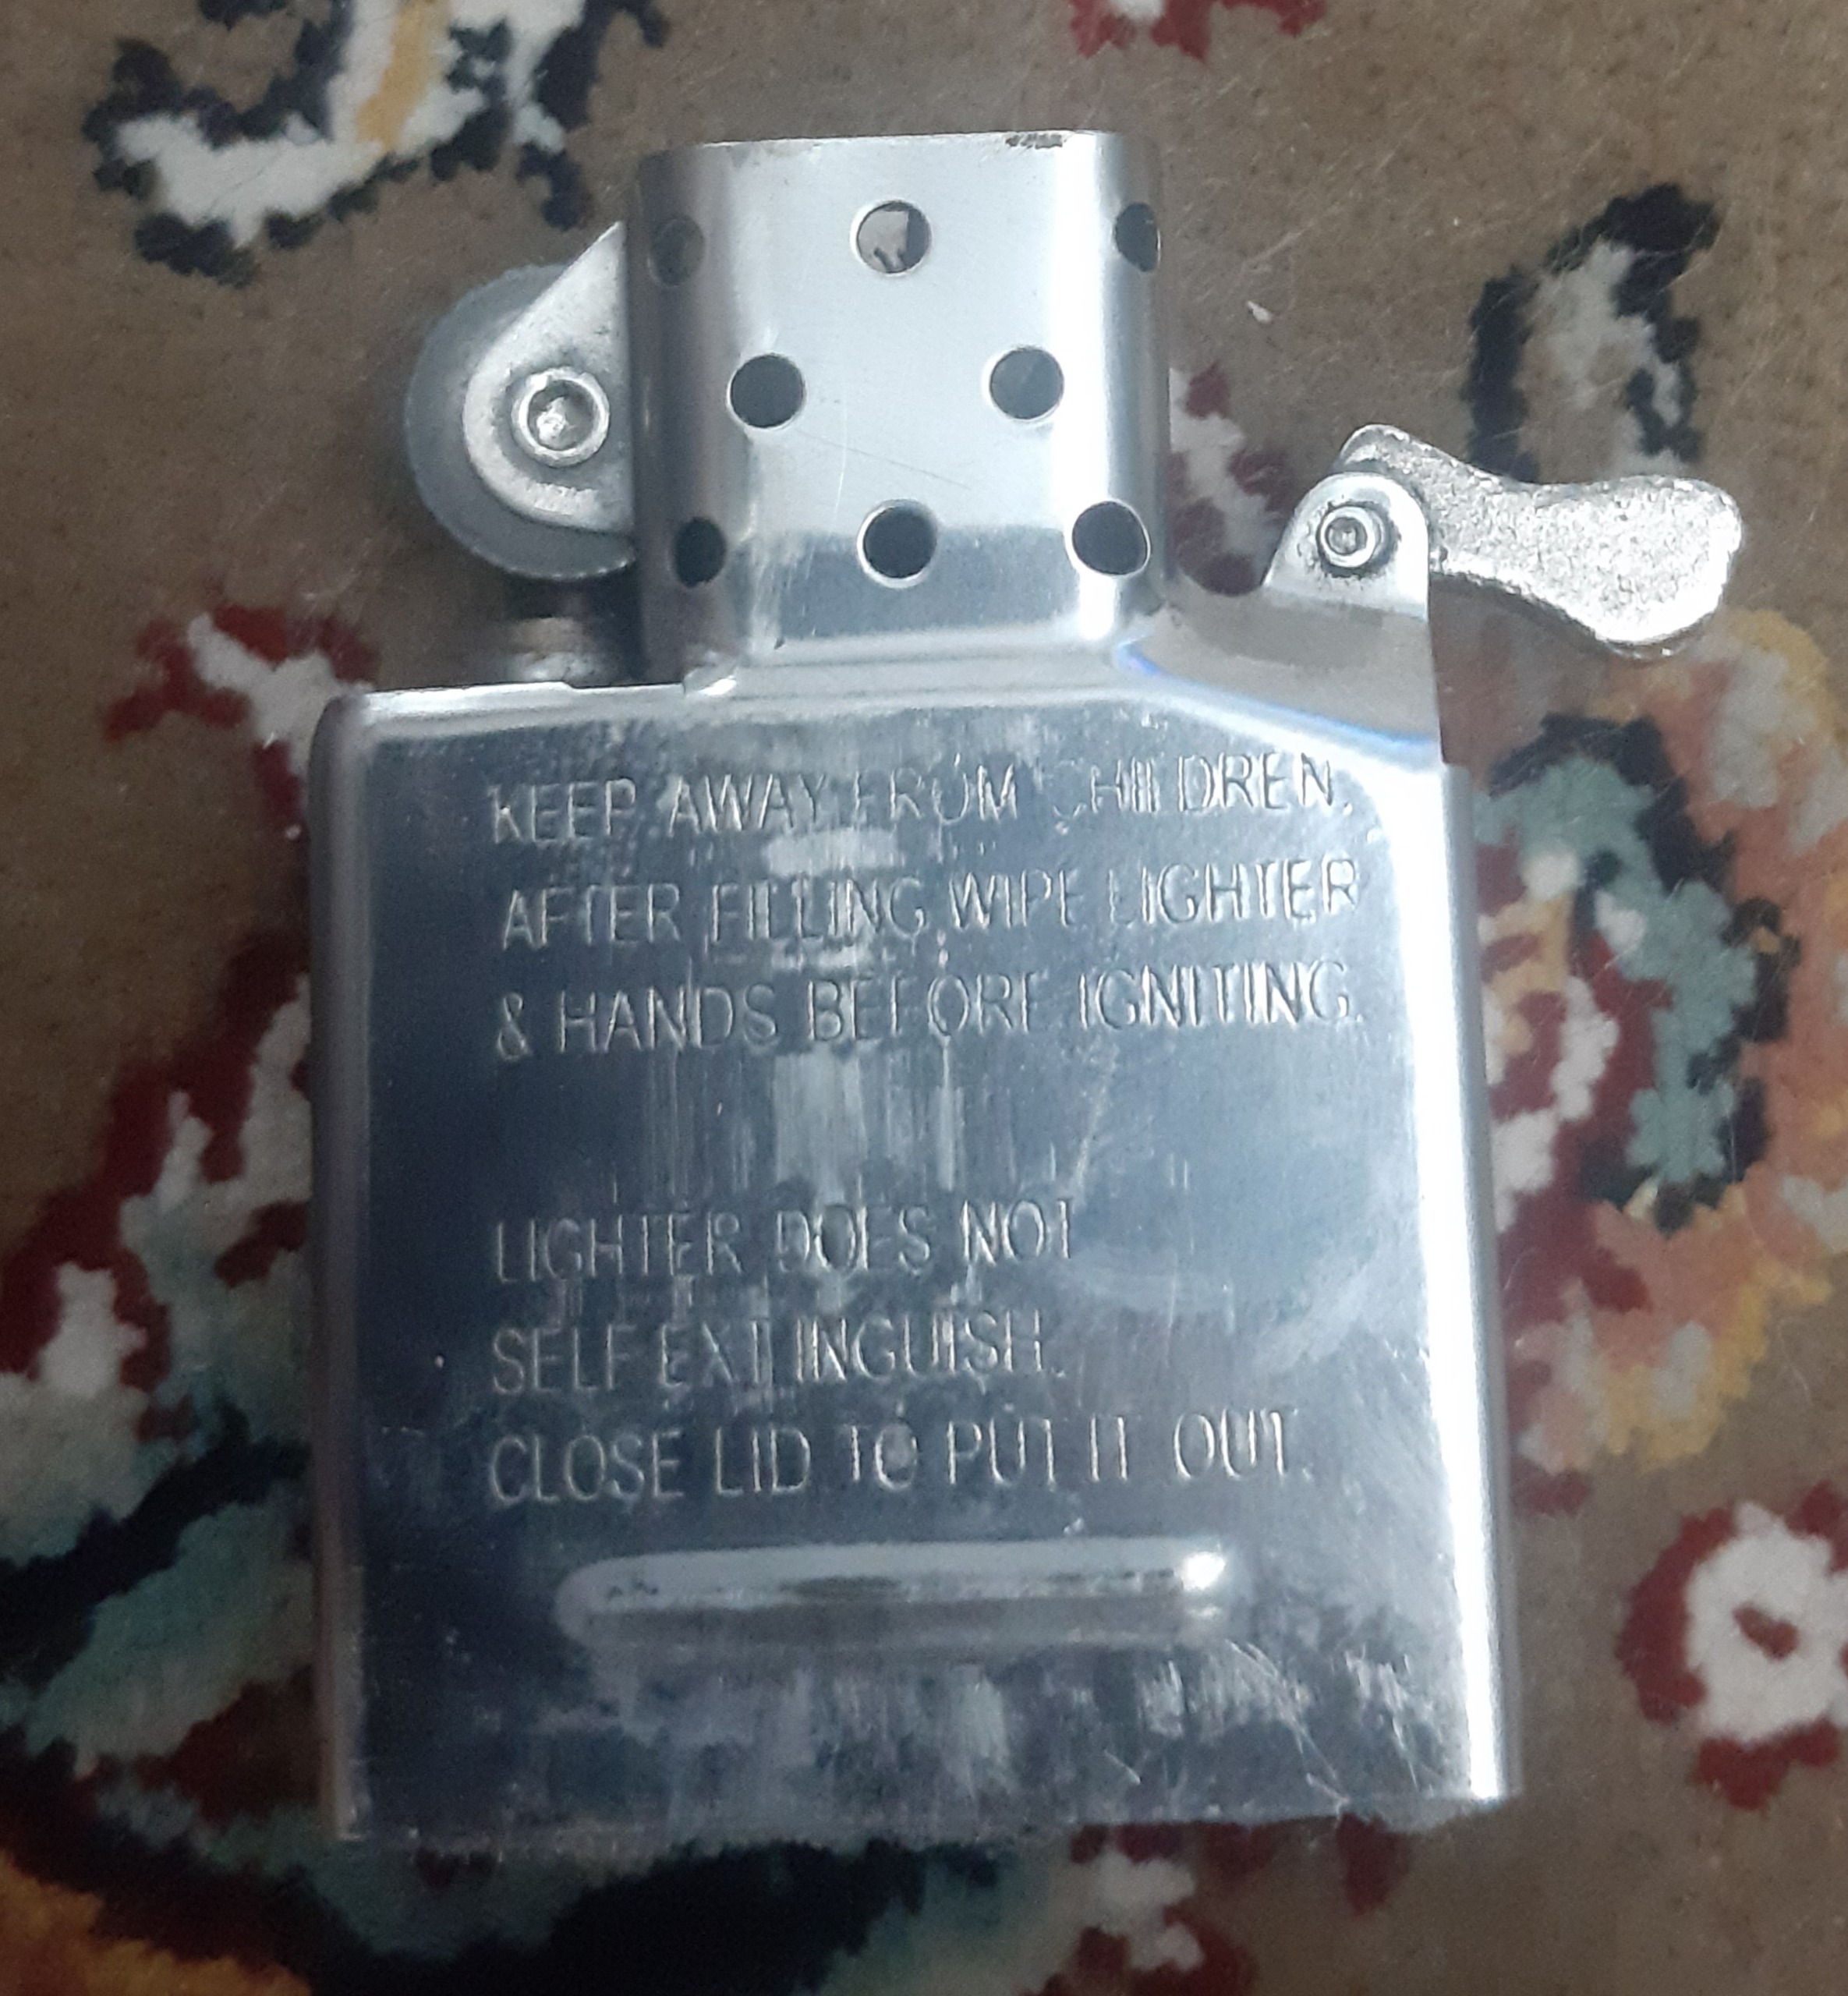 KEEP AWAY FROM CHILDREN.
AFTER FILLING WIPE LIGHTER
& HANDS BEFORE IGNITING.
LIGHTER DOES NOT
SELF EXTINGUISH.
CLOSE LID TO PUT IT OUT.